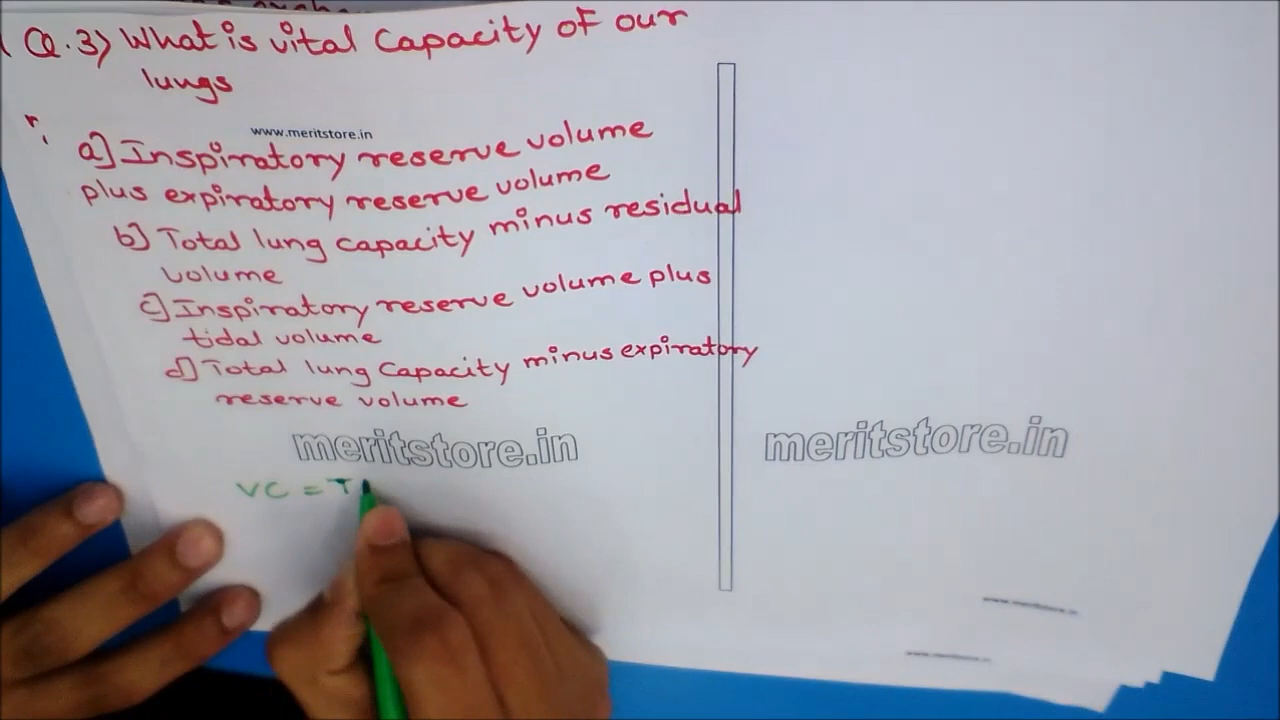 Q.3) What is vital capacity of our
lungs
www.meritstore.in
a] Inspiratory reserve volume
plus expiratory reserve volume
b] Total lung capacity minus residual
volume
c] Inspiratory reserve volume plus
tidal volume
d] Total lung capacity minus expiratory
reserve volume
meritstore.in
meritstore.in
VC = T